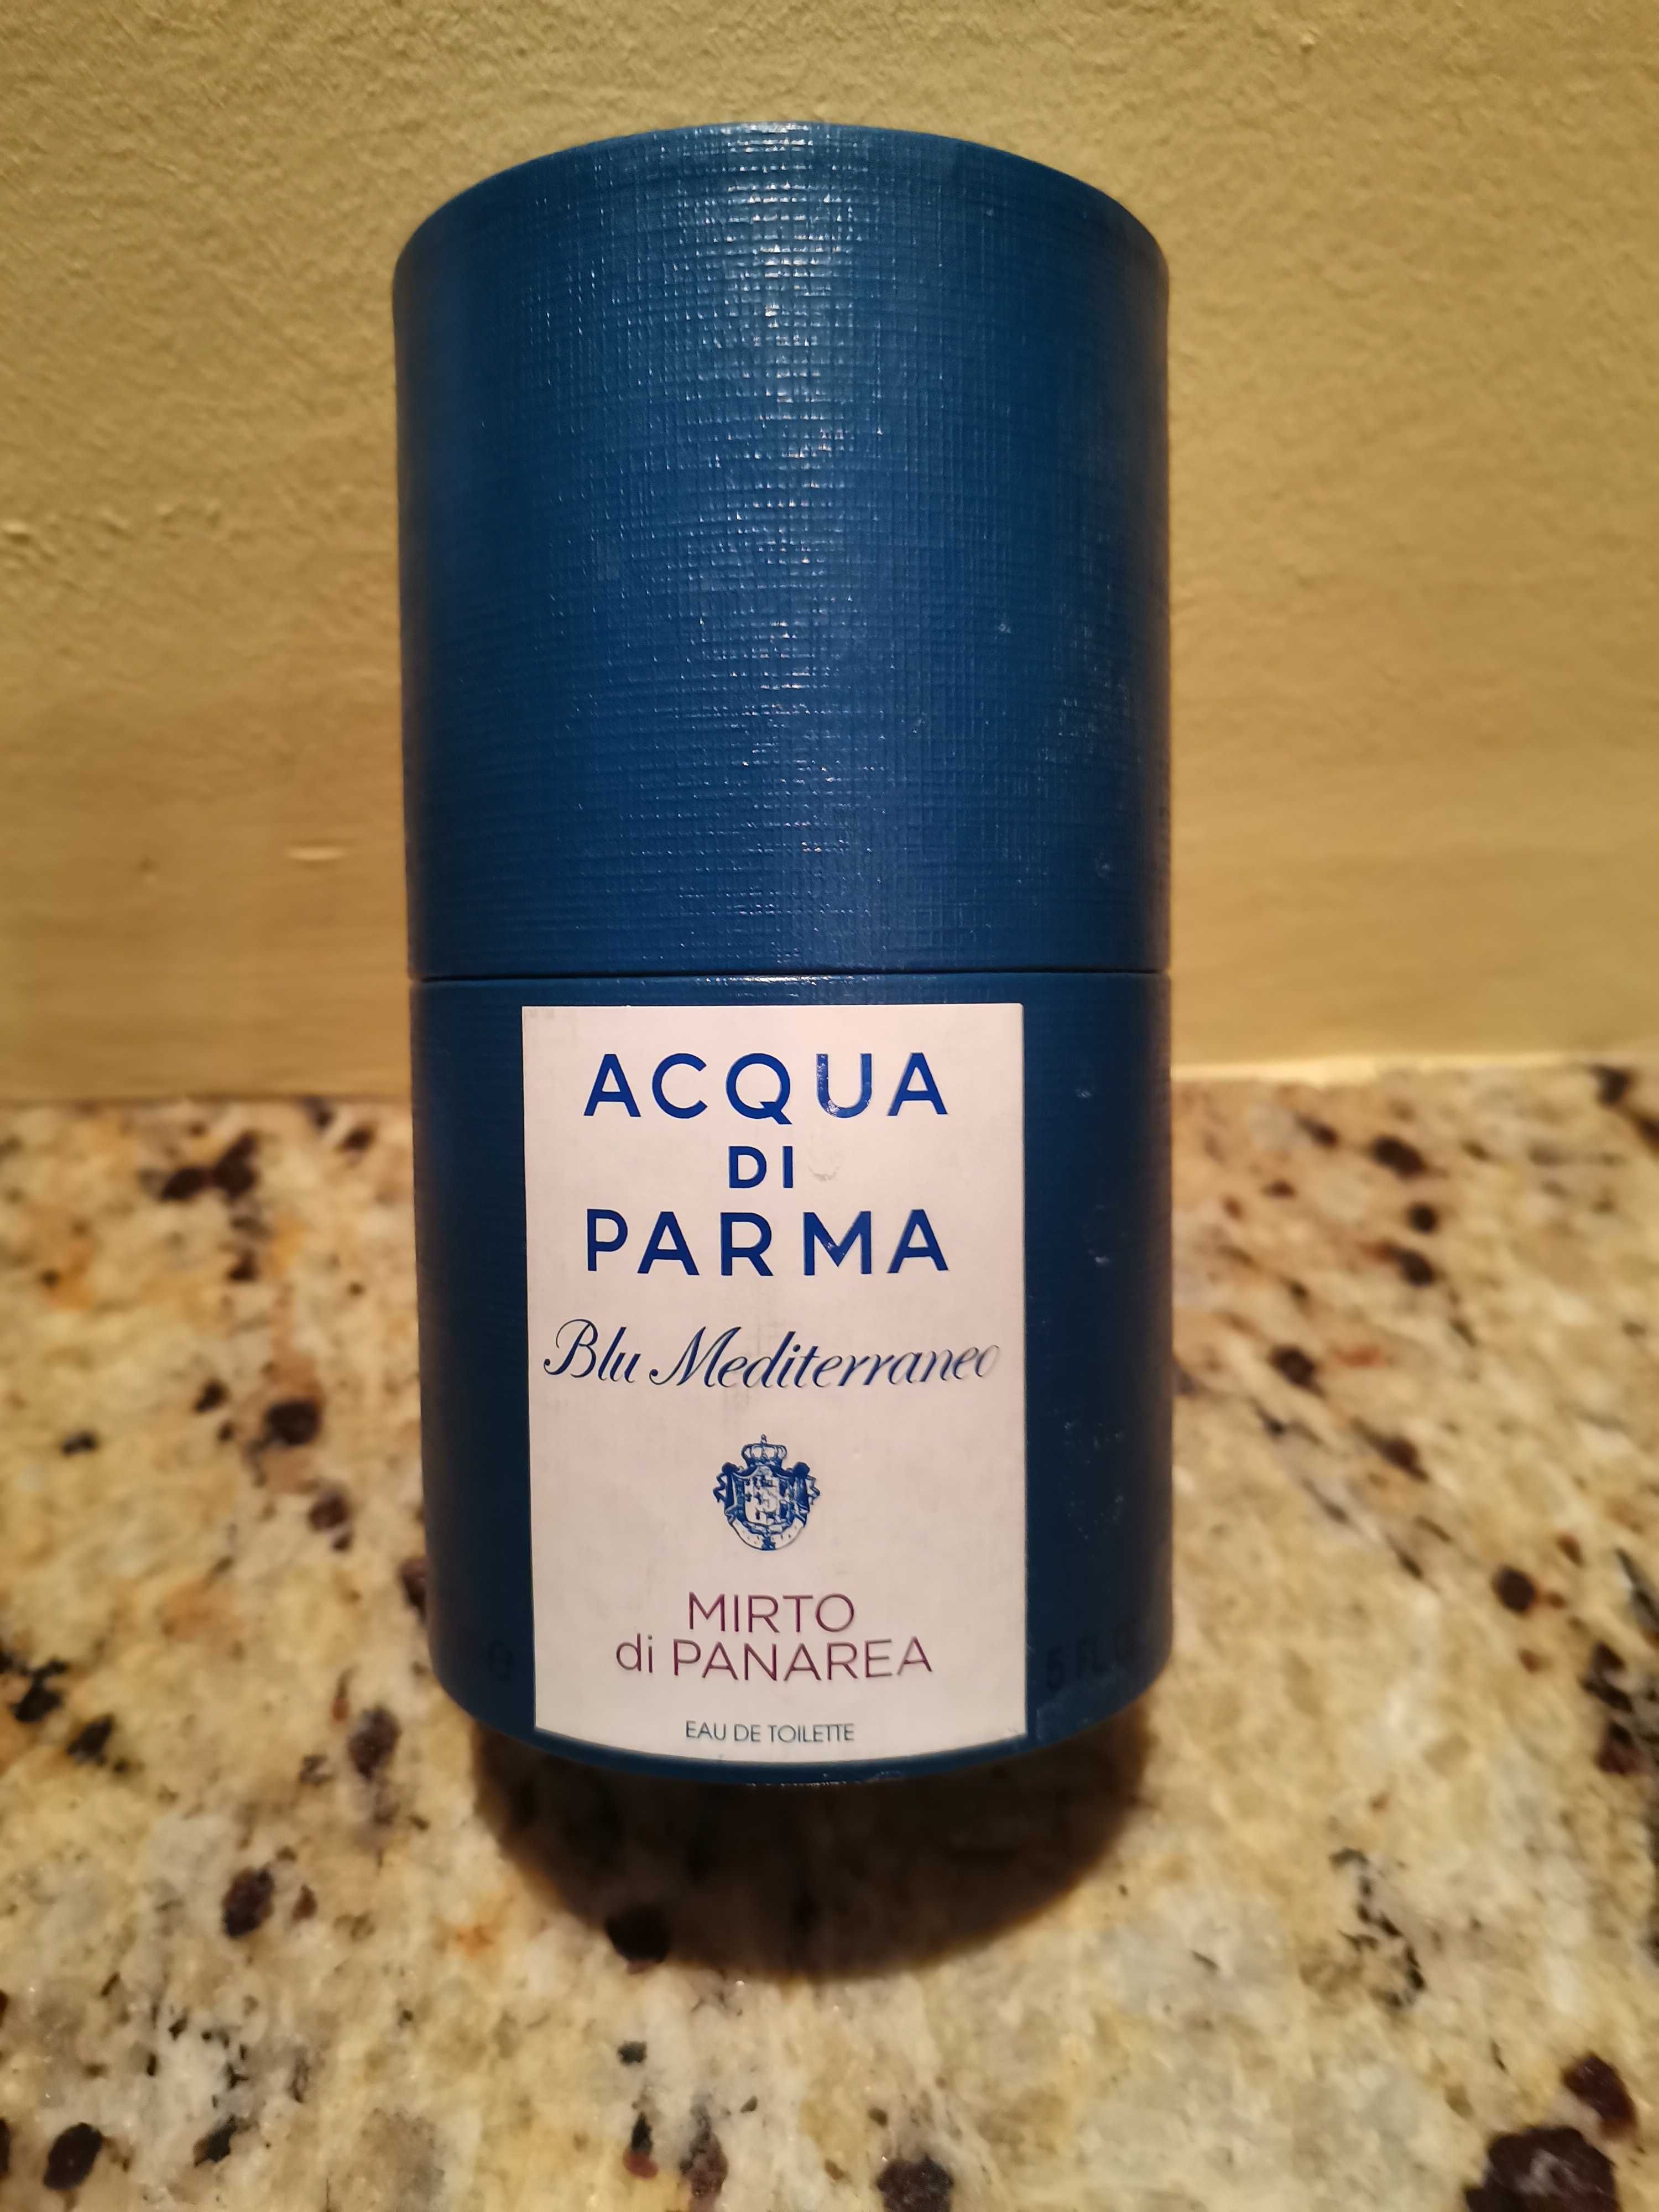 ACQUA
DI
PARMA
Blu Mediterraneo
MIRTO
di PANAREA
EAU DE TOILETTE